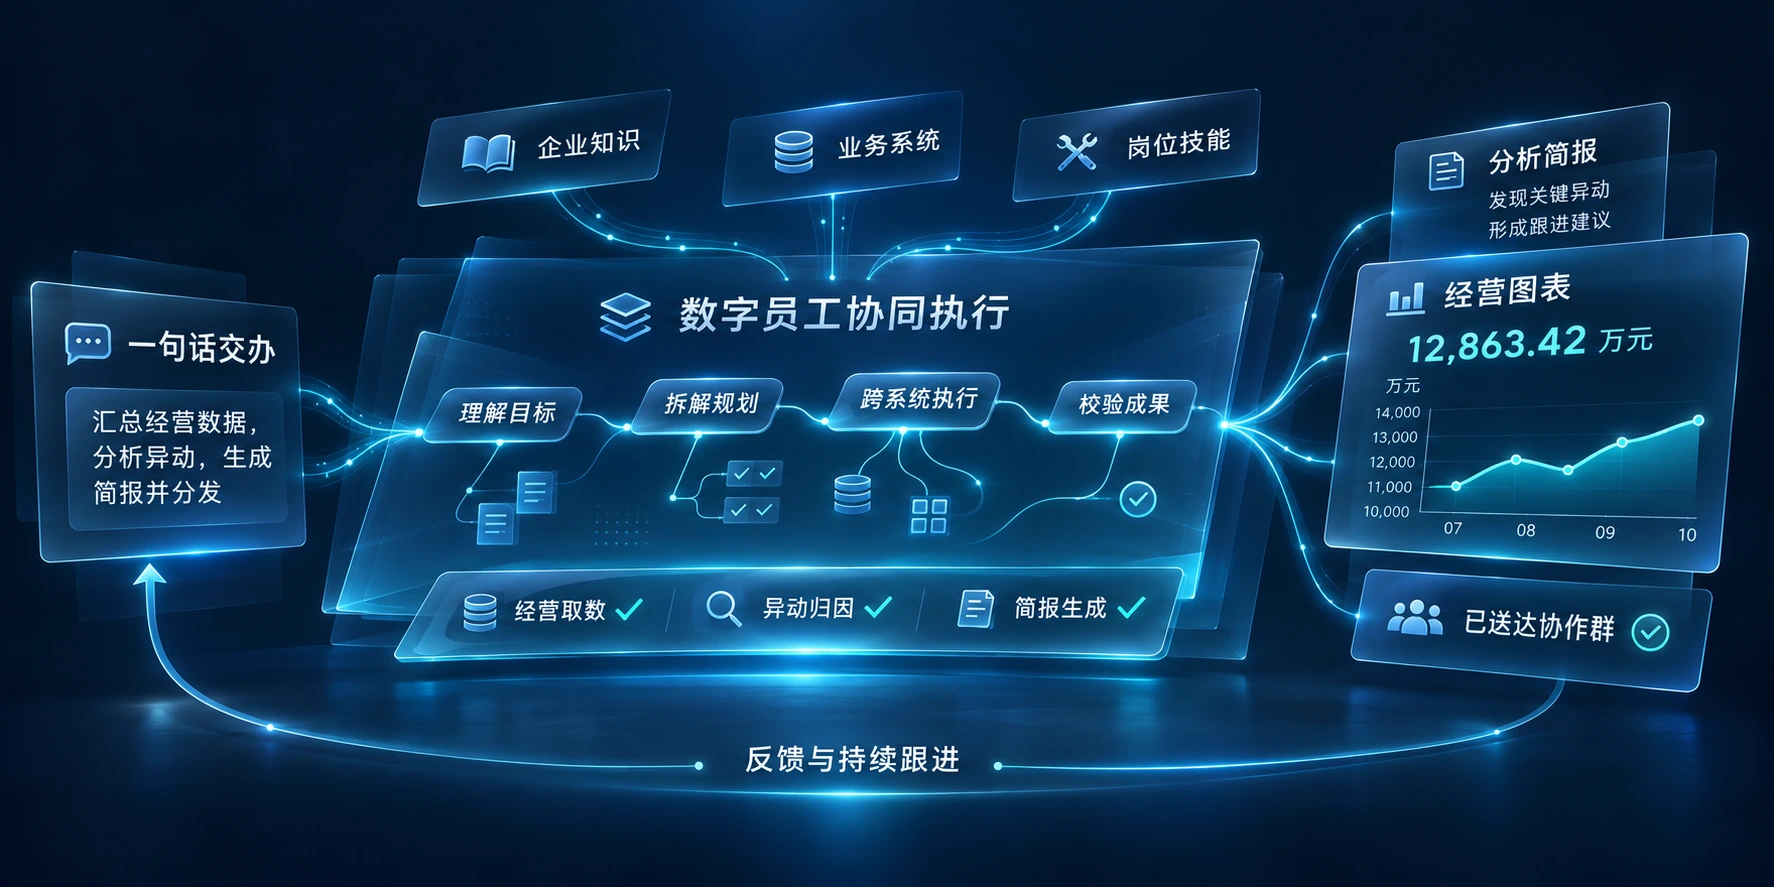 企业知识
业务系统
岗位技能
一句话交办
汇总经营数据，
分析异动，生成
简报并分发
数字员工协同执行
理解目标
拆解规划
跨系统执行
校验成果
经营取数
异动归因
简报生成
分析简报
发现关键异动
形成跟进建议
经营图表
12,863.42 万元
万元
14,000
13,000
12,000
11,000
10,000
07 08 09 10
已送达协作群
反馈与持续跟进